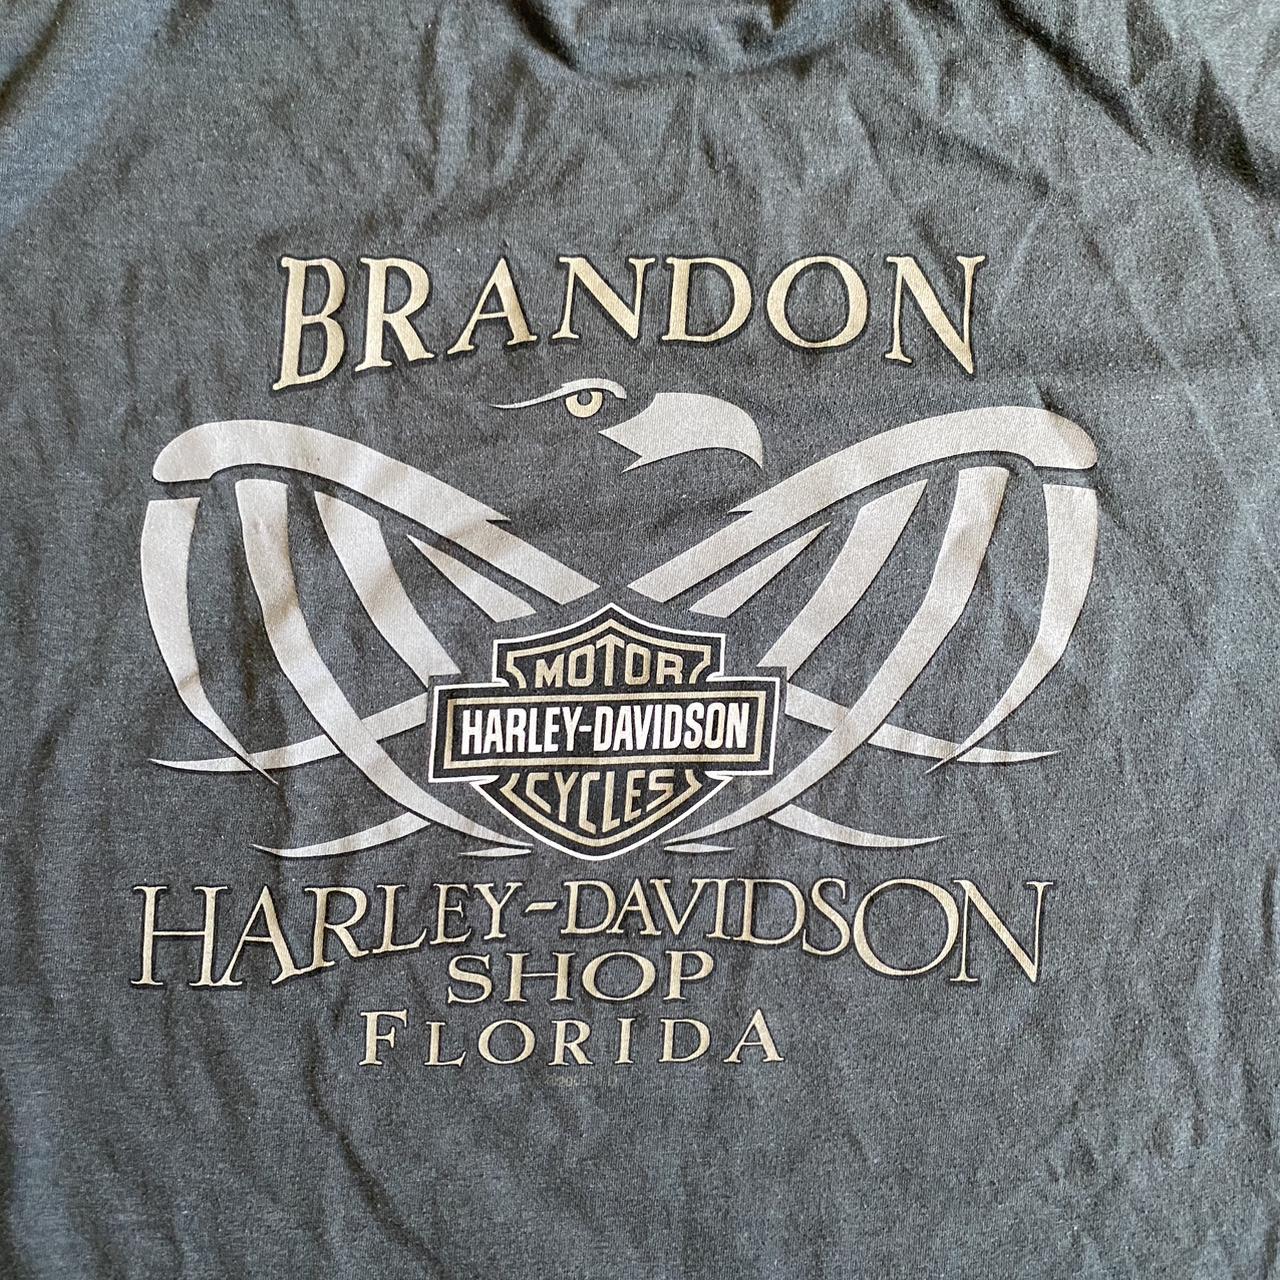 BRANDON
MOTOR
HARLEY-DAVIDSON
CYCLES
HARLEY-DAVIDSON
SHOP
FLORIDA